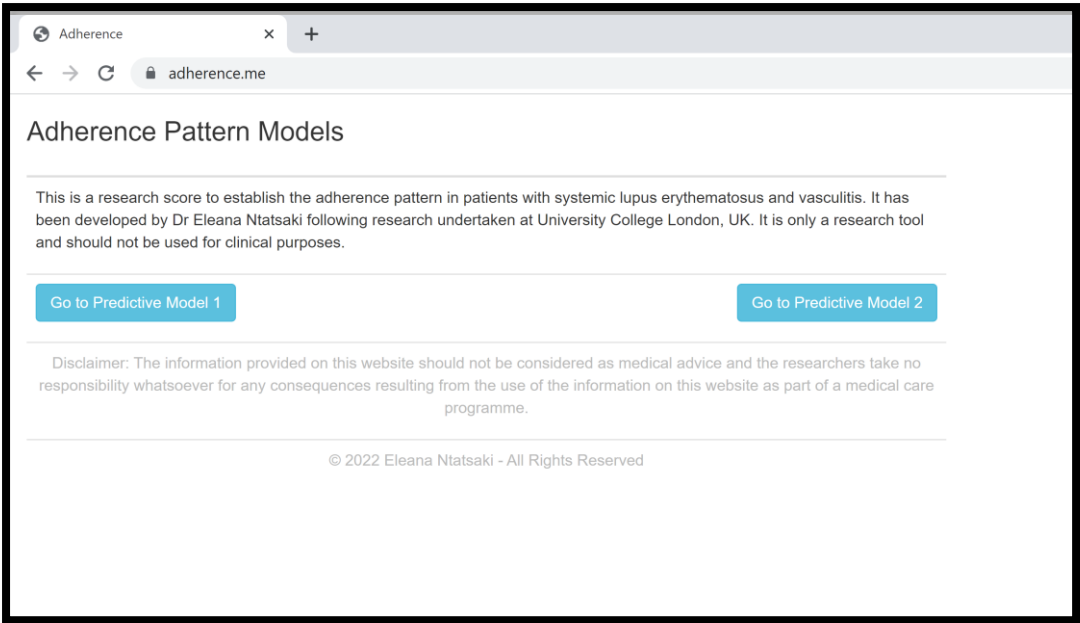 Adherence
adherence.me
Adherence Pattern Models
This is a research score to establish the adherence pattern in patients with systemic lupus erythematosus and vasculitis. It has
been developed by Dr Eleana Ntatsaki following research undertaken at University College London, UK. It is only a research tool
and should not be used for clinical purposes.
Go to Predictive Model 1
Go to Predictive Model 2
Disclaimer: The information provided on this website should not be considered as medical advice and the researchers take no
responsibility whatsoever for any consequences resulting from the use of the information on this website as part of a medical care
programme.
© 2022 Eleana Ntatsaki - All Rights Reserved